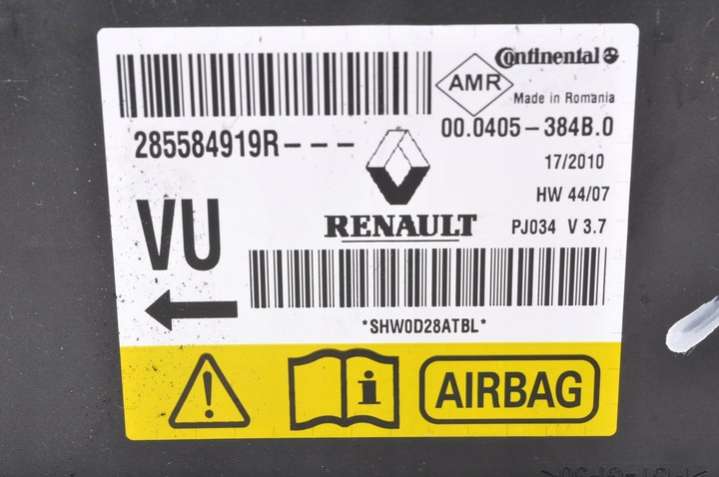 Continental
AMR
Made in Romania
285584919R---
00.0405-384B.0
17/2010
VU
HW 44/07
RENAULT
PJ034 V 3.7
*SHW0D28ATBL*
i
AIRBAG